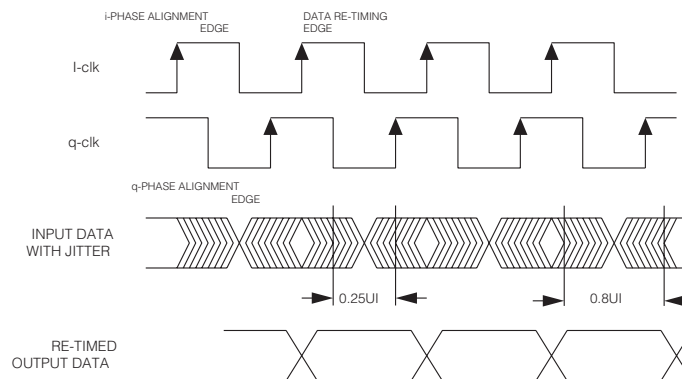 i-PHASE ALIGNMENT
EDGE
DATA RE-TIMING
EDGE
I-clk
q-clk
q-PHASE ALIGNMENT
EDGE
INPUT DATA
WITH JITTER
0.25UI
0.8UI
RE-TIMED
OUTPUT DATA